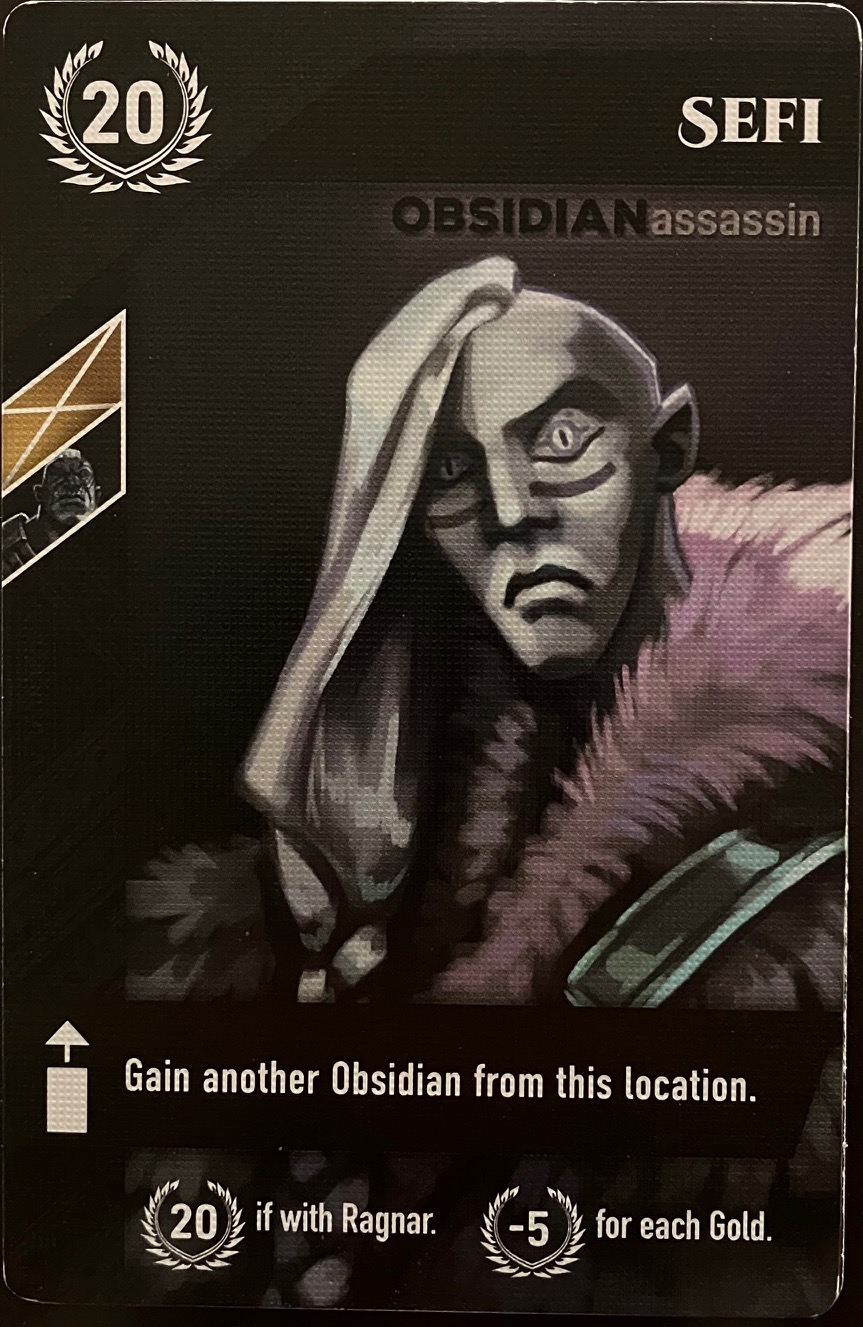 20
SEFI
OBSIDIANassassin
Gain another Obsidian from this location.
20 if with Ragnar. -5 for each Gold.